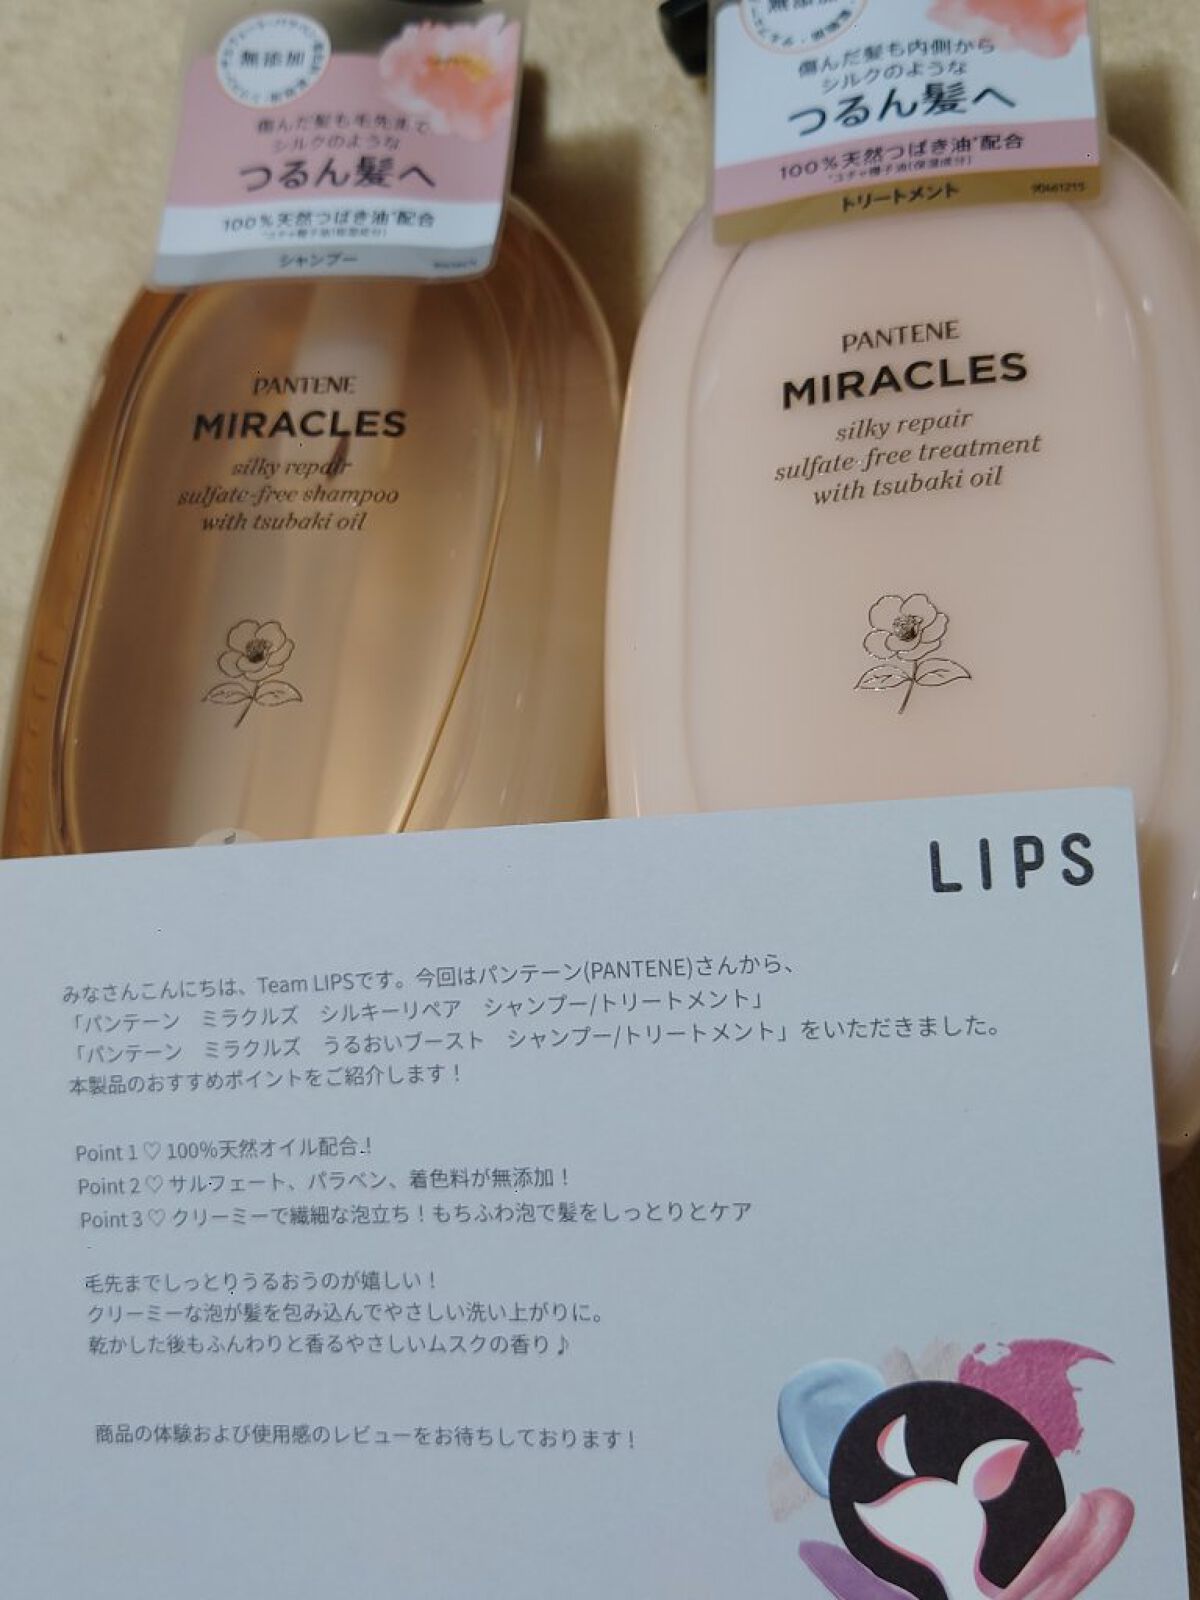 無添加
傷んだ髪も毛先まで
シルクのような
つるん髪へ
100%天然つばき油*配合
シャンプー
無添加
傷んだ髪も内側から
シルクのような
つるん髪へ
100%天然つばき油*配合
*ユチャ種子油(保湿成分)
トリートメント
PANTENE
MIRACLES
silky repair
sulfate-free shampoo
with tsubaki oil
PANTENE
MIRACLES
silky repair
sulfate-free treatment
with tsubaki oil
LIPS
みなさんこんにちは、Team LIPSです。今回はパンテーン(PANTENE)さんから、
「パンテーン ミラクルズ シルキーリペア シャンプー/トリートメント」
「パンテーン ミラクルズ うるおいブースト シャンプー/トリートメント」をいただきました。
本製品のおすすめポイントをご紹介します！
Point 1 ♡ 100%天然オイル配合！
Point 2 ♡ サルフェート、パラベン、着色料が無添加！
Point 3 ♡ クリーミーで繊細な泡立ち！もちふわ泡で髪をしっとりとケア
毛先までしっとりうるおうのが嬉しい！
クリーミーな泡が髪を包み込んでやさしい洗い上がりに。
乾かした後もふんわりと香るやさしいムスクの香り♪
商品の体験および使用感のレビューをお待ちしております！